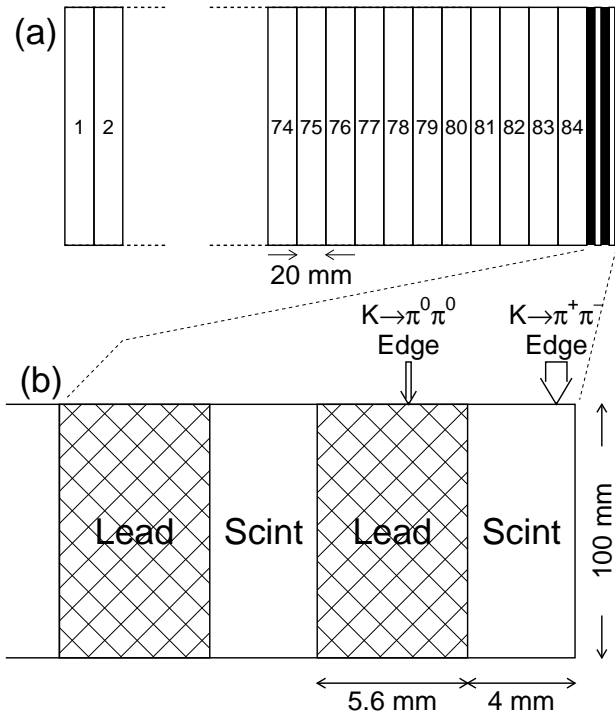 (a)
1 2 74 75 76 77 78 79 80 81 82 83 84
20 mm
K→π⁰π⁰ K→π⁺π⁻
Edge Edge
(b)
Lead Scint Lead Scint
100 mm
5.6 mm 4 mm